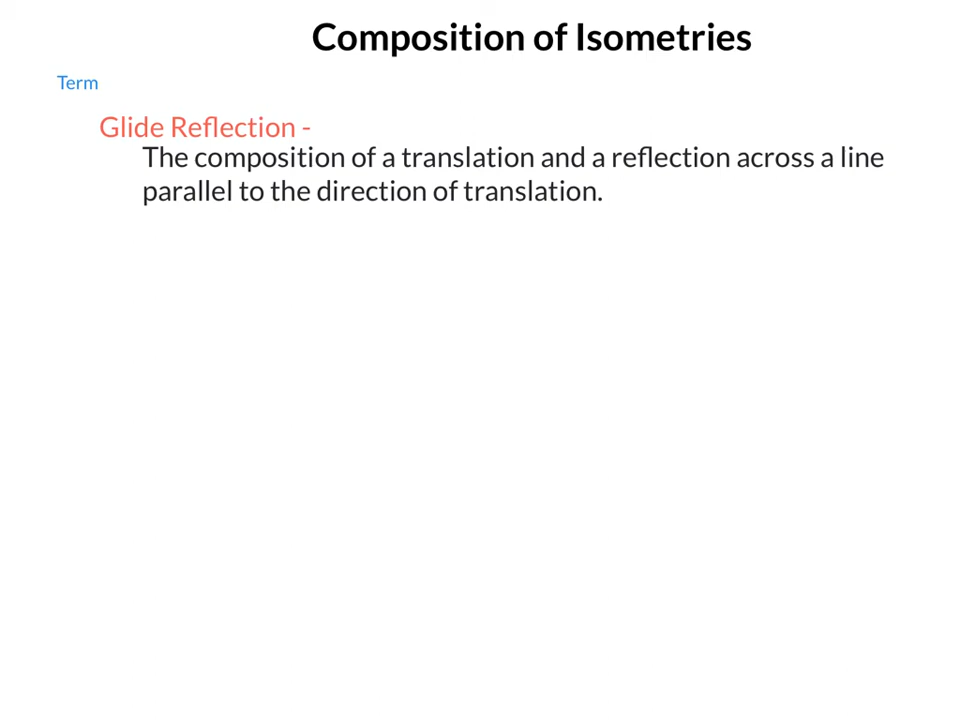 Composition of Isometries
Term
Glide Reflection -
The composition of a translation and a reflection across a line
parallel to the direction of translation.